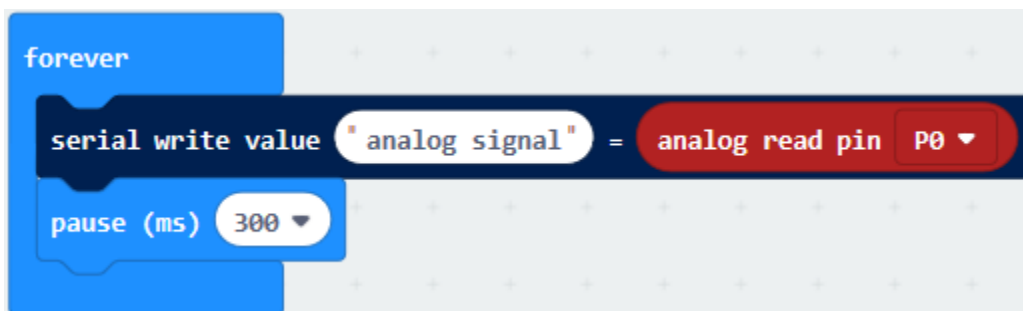 forever
serial write value "analog signal" = analog read pin P0
pause (ms) 300